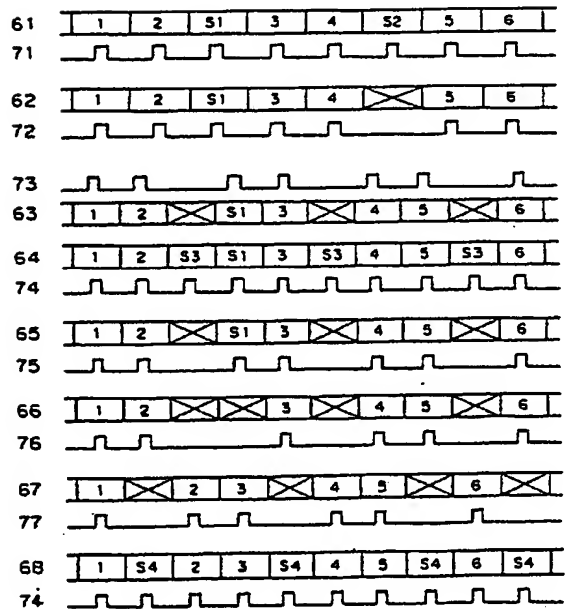 61 1 2 S1 3 4 S2 5 6
71
62 1 2 S1 3 4 5 6
72
73
63 1 2 S1 3 4 5 6
64 1 2 S3 S1 3 S3 4 5 S3 6
74
65 1 2 S1 3 4 5 6
75
66 1 2 3 4 5 6
76
67 1 2 3 4 5 6
77
68 1 S4 2 3 S4 4 5 S4 6 S4
74